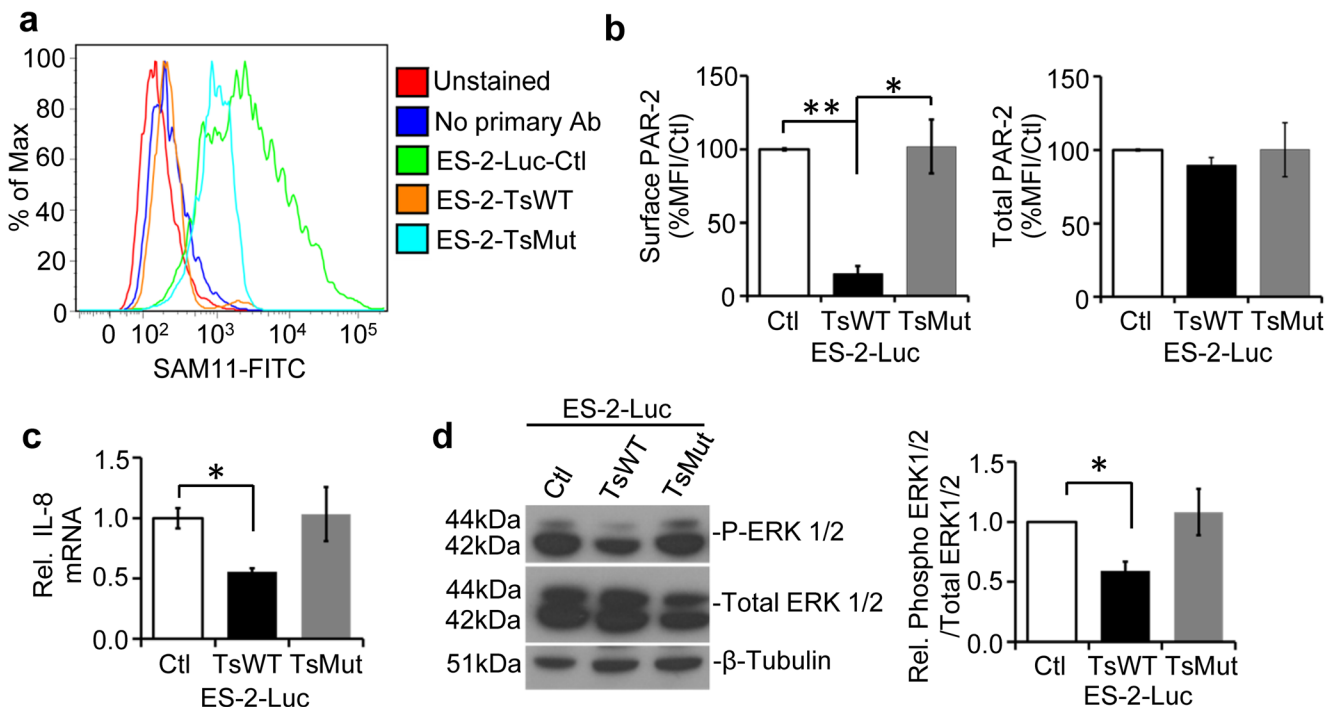 a
% of Max
100
80
60
40
20
0
0 10² 10³ 10⁴ 10⁵
SAM11-FITC
Unstained
No primary Ab
ES-2-Luc-Ctl
ES-2-TsWT
ES-2-TsMut
b
Surface PAR-2
(%MFI/Ctl)
150
100
50
0
**
*
Ctl TsWT TsMut
ES-2-Luc
Total PAR-2
(%MFI/Ctl)
150
100
50
0
Ctl TsWT TsMut
ES-2-Luc
c
Rel. IL-8
mRNA
1.5
1.0
0.5
0.0
*
Ctl TsWT TsMut
ES-2-Luc
d
ES-2-Luc
Ctl TsWT TsMut
44kDa
42kDa
-P-ERK 1/2
44kDa
42kDa
-Total ERK 1/2
51kDa
-β-Tubulin
Rel. Phospho ERK1/2
/Total ERK1/2
1.5
1.0
0.5
0.0
*
Ctl TsWT TsMut
ES-2-Luc